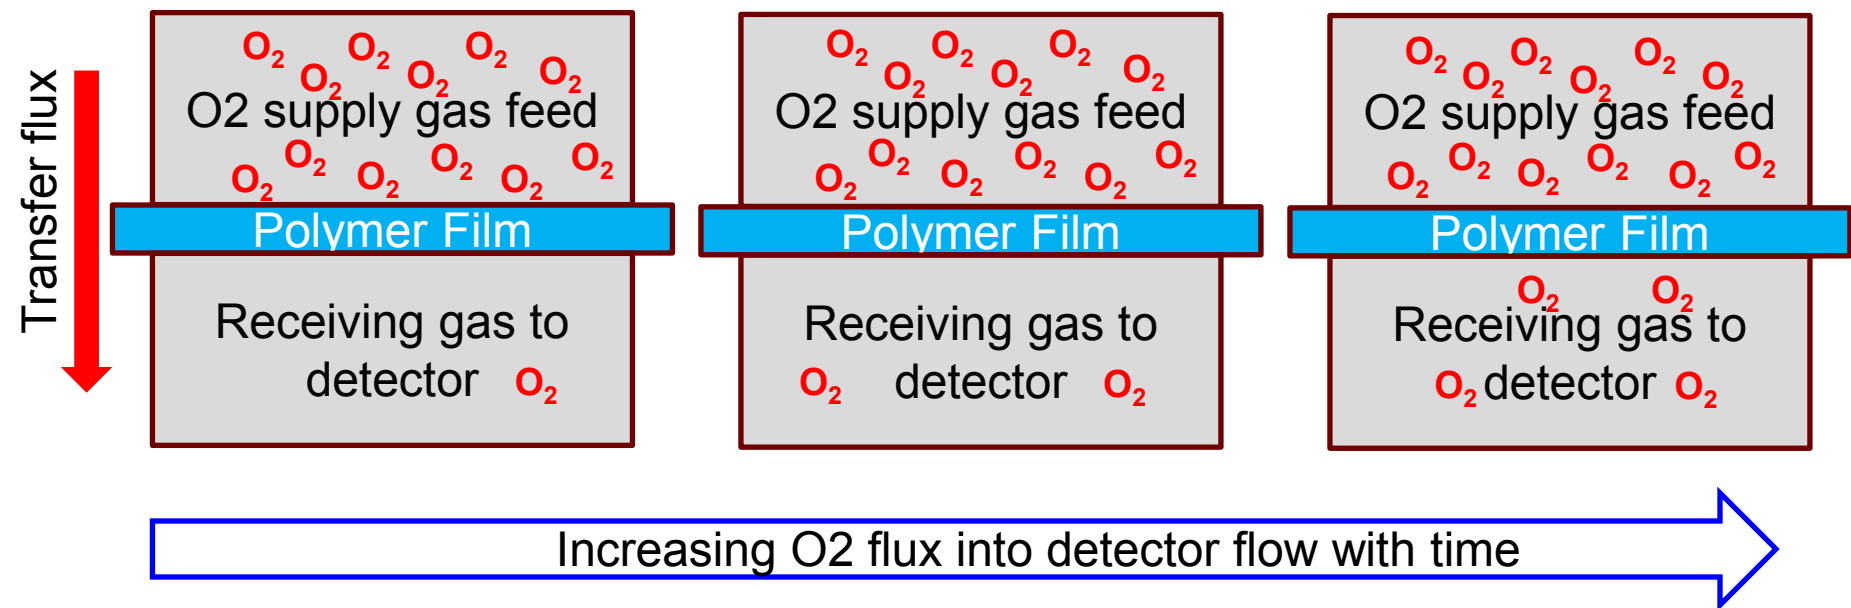 Transfer flux
O₂ O₂ O₂ O₂ O₂ O₂
O2 supply gas feed
O₂ O₂ O₂ O₂ O₂ O₂
Polymer Film
Receiving gas to
detector O₂
O₂ O₂ O₂ O₂ O₂ O₂
O2 supply gas feed
O₂ O₂ O₂ O₂ O₂ O₂
Polymer Film
Receiving gas to
O₂ detector O₂
O₂ O₂ O₂ O₂ O₂ O₂
O2 supply gas feed
O₂ O₂ O₂ O₂ O₂ O₂
Polymer Film
O₂ O₂
Receiving gas to
O₂ detector O₂
Increasing O2 flux into detector flow with time